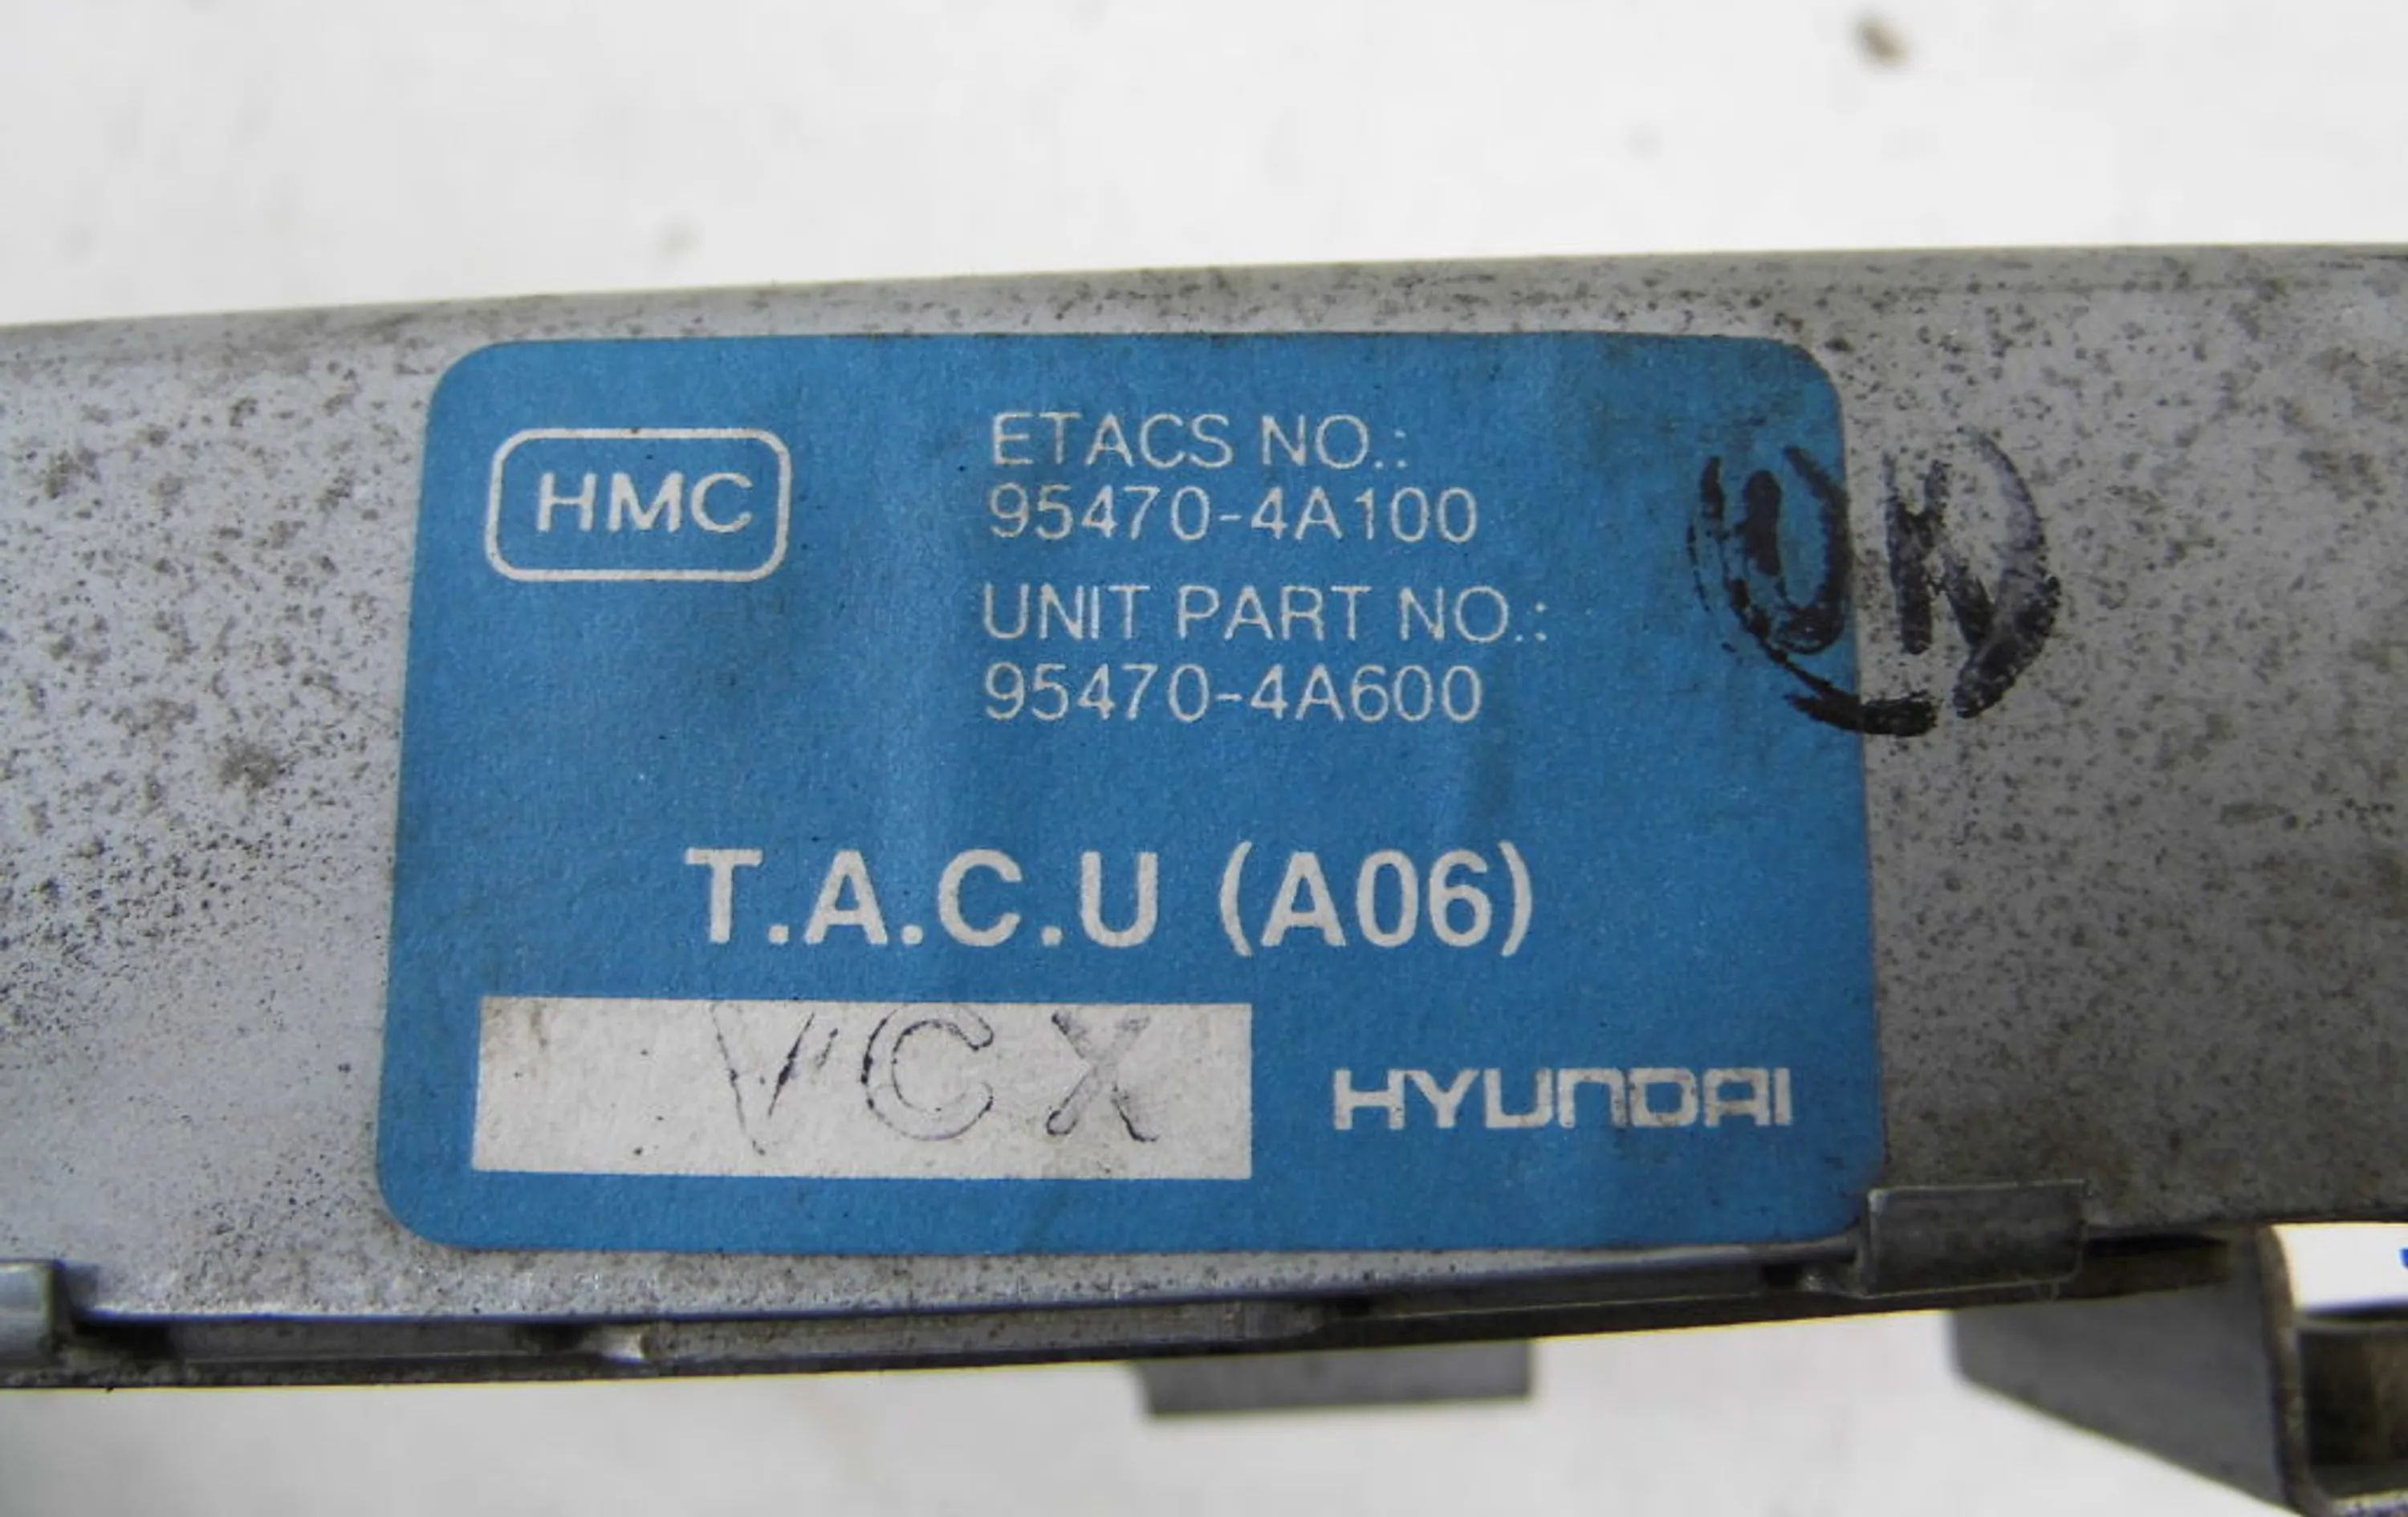 HMC
ETACS NO.:
95470-4A100
UNIT PART NO.:
95470-4A600
OK
T.A.C.U (A06)
VCX
HYUNDAI